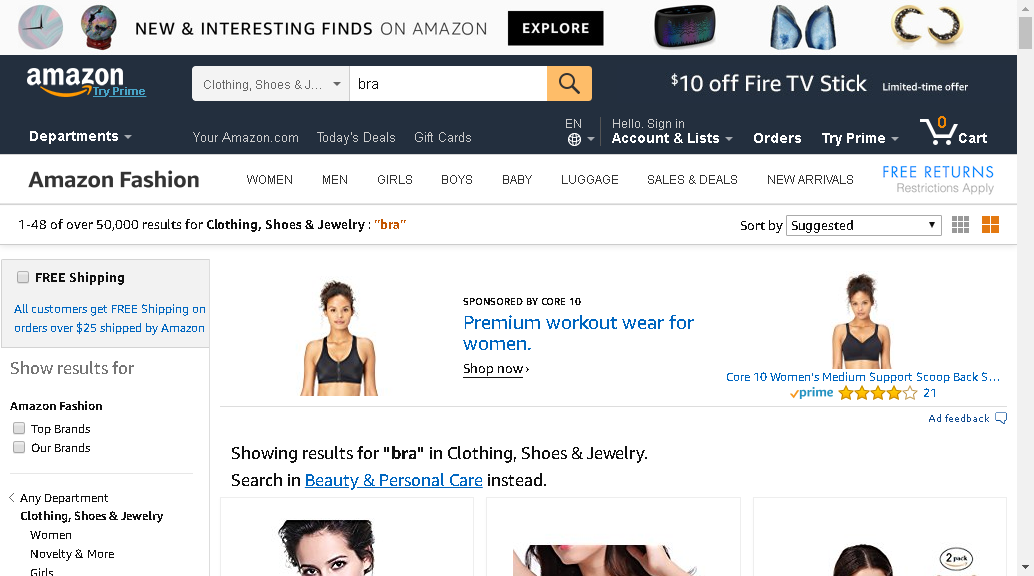 NEW & INTERESTING FINDS ON AMAZON EXPLORE
amazon
Try Prime
Clothing, Shoes & J...
bra
$10 off Fire TV Stick Limited-time offer
Departments
Your Amazon.com Today's Deals Gift Cards
EN
Hello. Sign in
Account & Lists
Orders
Try Prime
0
Cart
Amazon Fashion
WOMEN MEN GIRLS BOYS BABY LUGGAGE SALES & DEALS NEW ARRIVALS
FREE RETURNS
Restrictions Apply
1-48 of over 50,000 results for Clothing, Shoes & Jewelry : "bra"
Sort by Suggested
FREE Shipping
All customers get FREE Shipping on
orders over $25 shipped by Amazon
Show results for
Amazon Fashion
Top Brands
Our Brands
Any Department
Clothing, Shoes & Jewelry
Women
Novelty & More
Girls
SPONSORED BY CORE 10
Premium workout wear for
women.
Shop now ›
Core 10 Women's Medium Support Scoop Back S...
prime 21
Ad feedback
Showing results for "bra" in Clothing, Shoes & Jewelry.
Search in Beauty & Personal Care instead.
2 pack